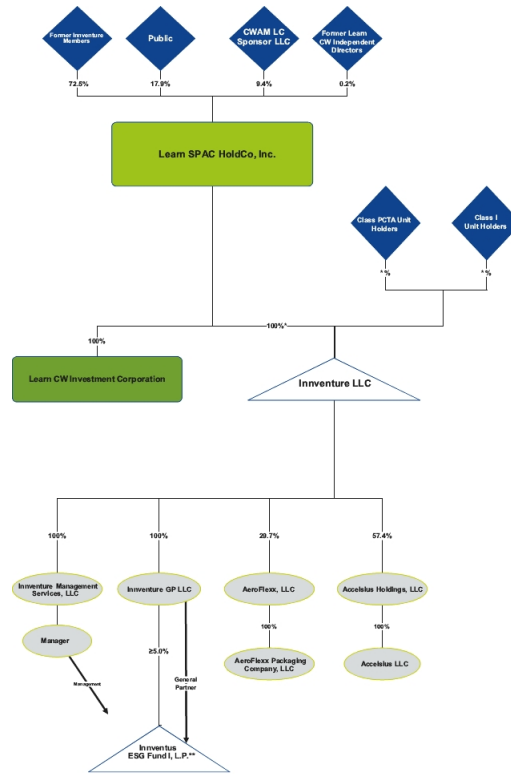 Former Innventure
Members
Public
CWAM LC
Sponsor LLC
Former Learn
CW Independent
Directors
72.5%
17.9%
9.4%
0.2%
Learn SPAC HoldCo, Inc.
Class PCTA Unit
Holders
Class I
Unit Holders
*%
*%
100%*
100%
Learn CW Investment Corporation
Innventure LLC
100%
100%
29.7%
57.4%
Innventure Management
Services, LLC
Innventure GP LLC
AeroFlexx, LLC
Accelsius Holdings, LLC
100%
100%
Manager
≥5.0%
AeroFlexx Packaging
Company, LLC
Accelsius LLC
Management
General
Partner
Innventus
ESG Fund I, L.P.**